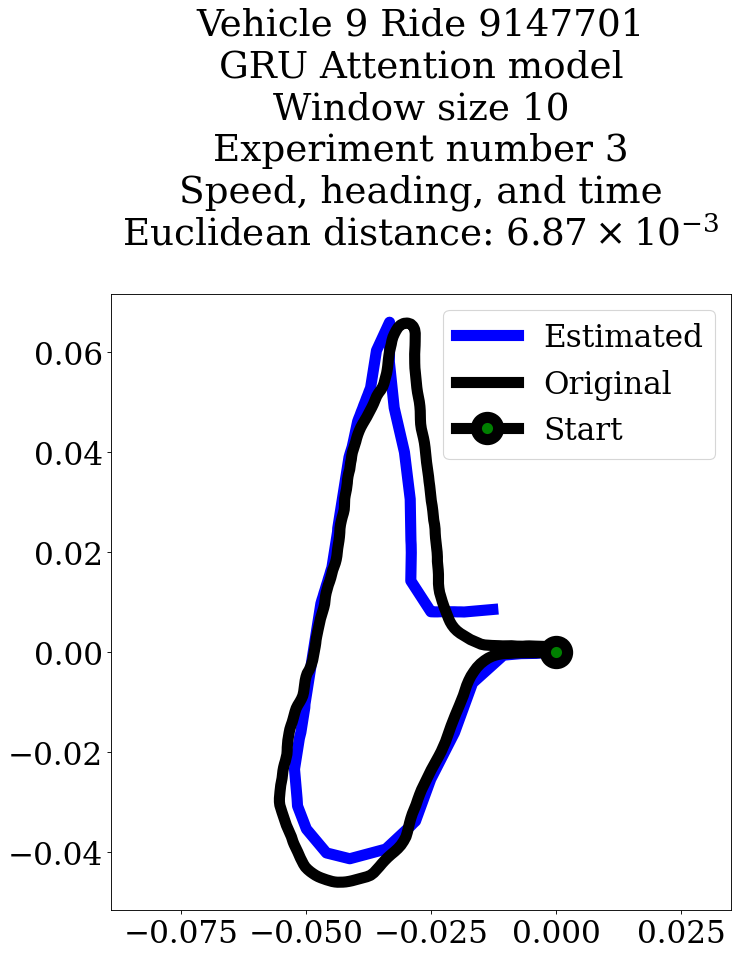 Vehicle 9 Ride 9147701
GRU Attention model
Window size 10
Experiment number 3
Speed, heading, and time
Euclidean distance: 6.87 × 10⁻³
Estimated
Original
Start
0.06
0.04
0.02
0.00
−0.02
−0.04
−0.075 −0.050 −0.025 0.000 0.025